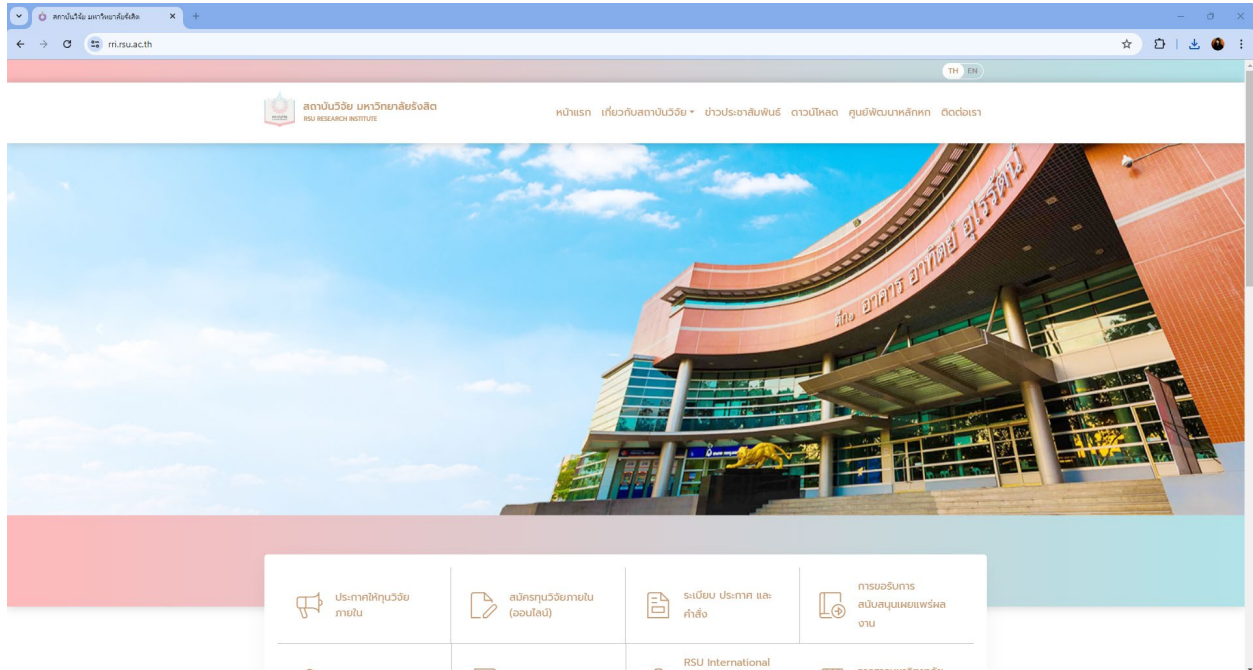 สถาบันวิจัย มหาวิทยาลัยรังสิต
rri.rsu.ac.th
TH EN
สถาบันวิจัย มหาวิทยาลัยรังสิต
RSU RESEARCH INSTITUTE
หน้าแรก เกี่ยวกับสถาบันวิจัย ข่าวประชาสัมพันธ์ ดาวน์โหลด ศูนย์พัฒนาหลักหก ติดต่อเรา
ตึก๑ อาคาร อาทิตย์ อุไรรัตน์
ประกาศให้ทุนวิจัย
ภายใน
สมัครทุนวิจัยภายใน
(ออนไลน์)
ระเบียบ ประกาศ และ
คำสั่ง
การขอรับการ
สนับสนุนเผยแพร่ผล
งาน
RSU International